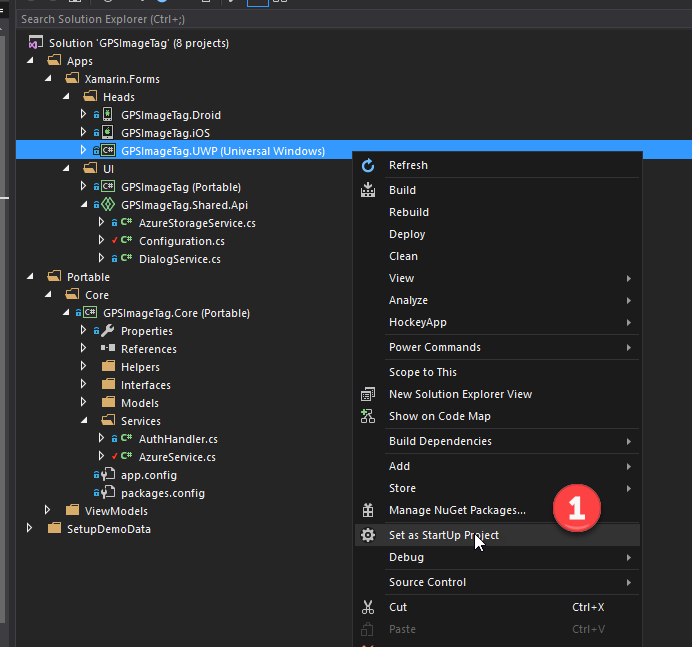 Search Solution Explorer (Ctrl+;)
Solution 'GPSImageTag' (8 projects)
Apps
Xamarin.Forms
Heads
GPSImageTag.Droid
GPSImageTag.iOS
C# GPSImageTag.UWP (Universal Windows)
UI
C# GPSImageTag (Portable)
GPSImageTag.Shared.Api
C# AzureStorageService.cs
C# Configuration.cs
C# DialogService.cs
Portable
Core
C# GPSImageTag.Core (Portable)
Properties
References
Helpers
Interfaces
Models
Services
C# AuthHandler.cs
C# AzureService.cs
app.config
packages.config
ViewModels
SetupDemoData
Refresh
Build
Rebuild
Deploy
Clean
View
Analyze
HockeyApp
Power Commands
Scope to This
New Solution Explorer View
Show on Code Map
Build Dependencies
Add
Store
Manage NuGet Packages...
1
Set as StartUp Project
Debug
Source Control
Cut Ctrl+X
Paste Ctrl+V